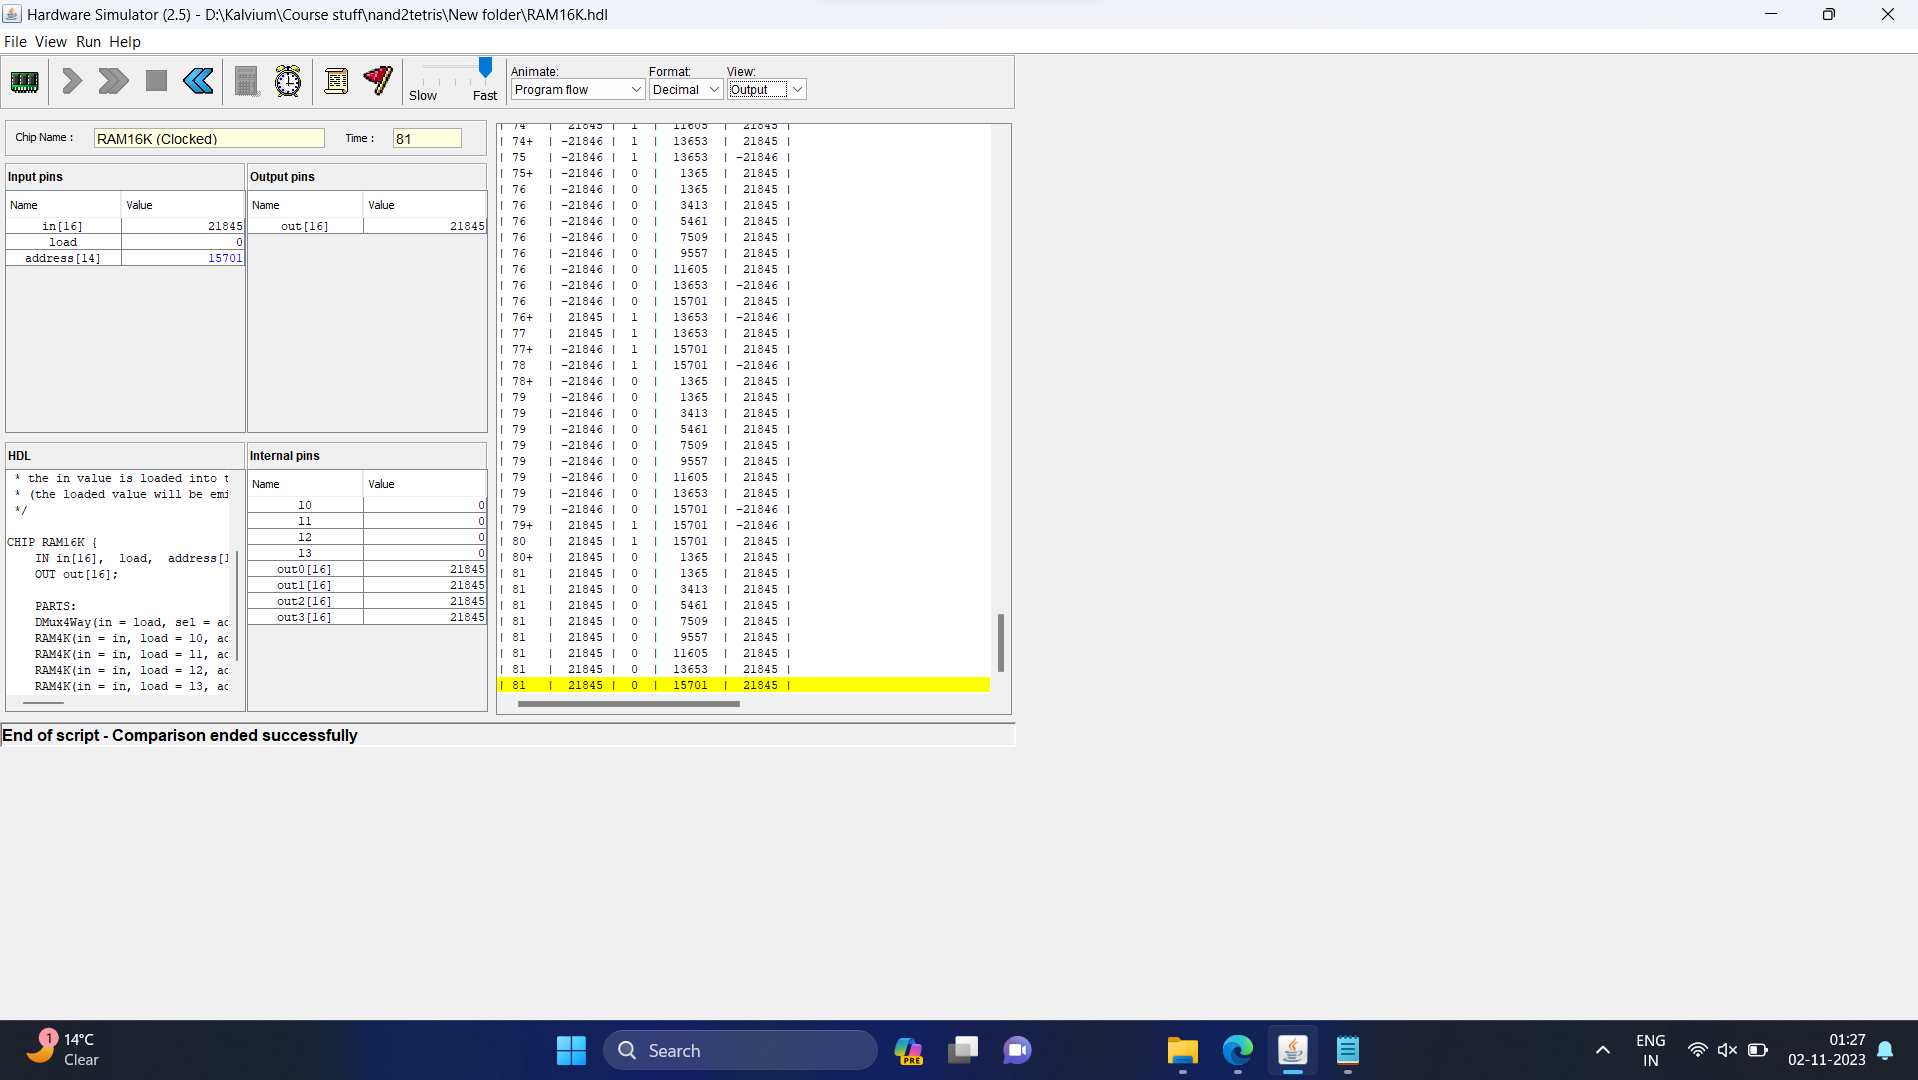 Hardware Simulator (2.5) - D:\Kalvium\Course stuff\nand2tetris\New folder\RAM16K.hdl
File View Run Help
Slow Fast
Animate: Format: View:
Program flow Decimal Output
Chip Name : RAM16K (Clocked) Time : 81
Input pins
Name Value
in[16] 21845
load 0
address[14] 15701
Output pins
Name Value
out[16] 21845
HDL
* the in value is loaded into t
* (the loaded value will be emi
*/
CHIP RAM16K {
IN in[16], load, address[1
OUT out[16];
PARTS:
DMux4Way(in = load, sel = ad
RAM4K(in = in, load = l0, ad
RAM4K(in = in, load = l1, ad
RAM4K(in = in, load = l2, ad
RAM4K(in = in, load = l3, ad
Internal pins
Name Value
l0 0
l1 0
l2 0
l3 0
out0[16] 21845
out1[16] 21845
out2[16] 21845
out3[16] 21845
| 74 | 21845 | 1 | 11605 | 21845 |
| 74+ | -21846 | 1 | 13653 | 21845 |
| 75 | -21846 | 1 | 13653 | -21846 |
| 75+ | -21846 | 0 | 1365 | 21845 |
| 76 | -21846 | 0 | 1365 | 21845 |
| 76 | -21846 | 0 | 3413 | 21845 |
| 76 | -21846 | 0 | 5461 | 21845 |
| 76 | -21846 | 0 | 7509 | 21845 |
| 76 | -21846 | 0 | 9557 | 21845 |
| 76 | -21846 | 0 | 11605 | 21845 |
| 76 | -21846 | 0 | 13653 | -21846 |
| 76 | -21846 | 0 | 15701 | 21845 |
| 76+ | 21845 | 1 | 13653 | -21846 |
| 77 | 21845 | 1 | 13653 | 21845 |
| 77+ | -21846 | 1 | 15701 | 21845 |
| 78 | -21846 | 1 | 15701 | -21846 |
| 78+ | -21846 | 0 | 1365 | 21845 |
| 79 | -21846 | 0 | 1365 | 21845 |
| 79 | -21846 | 0 | 3413 | 21845 |
| 79 | -21846 | 0 | 5461 | 21845 |
| 79 | -21846 | 0 | 7509 | 21845 |
| 79 | -21846 | 0 | 9557 | 21845 |
| 79 | -21846 | 0 | 11605 | 21845 |
| 79 | -21846 | 0 | 13653 | 21845 |
| 79 | -21846 | 0 | 15701 | -21846 |
| 79+ | 21845 | 1 | 15701 | -21846 |
| 80 | 21845 | 1 | 15701 | 21845 |
| 80+ | 21845 | 0 | 1365 | 21845 |
| 81 | 21845 | 0 | 1365 | 21845 |
| 81 | 21845 | 0 | 3413 | 21845 |
| 81 | 21845 | 0 | 5461 | 21845 |
| 81 | 21845 | 0 | 7509 | 21845 |
| 81 | 21845 | 0 | 9557 | 21845 |
| 81 | 21845 | 0 | 11605 | 21845 |
| 81 | 21845 | 0 | 13653 | 21845 |
| 81 | 21845 | 0 | 15701 | 21845 |
End of script - Comparison ended successfully
1
14°C
Clear
Search
PRE
ENG
IN
01:27
02-11-2023